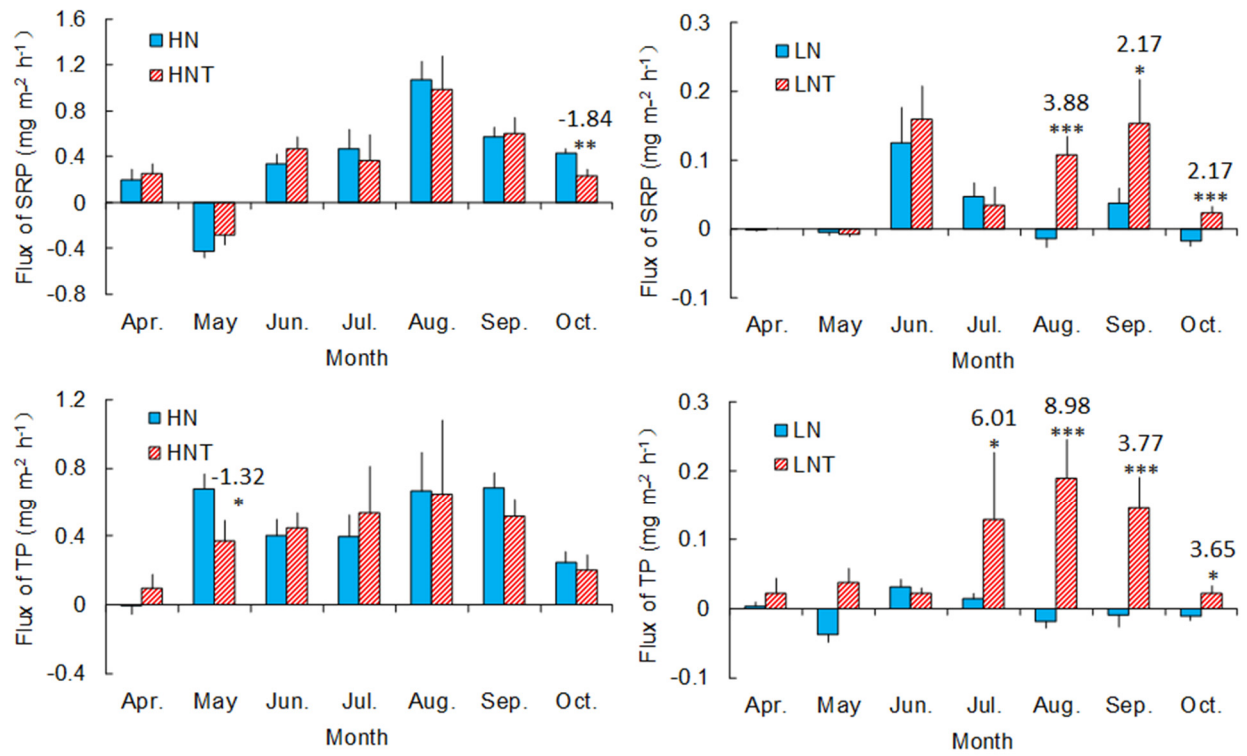 Flux of SRP (mg m-² h-¹)
1.6
1.2
0.8
0.4
0
-0.4
-0.8
HN
HNT
-1.84
**
Apr. May Jun. Jul. Aug. Sep. Oct.
Month
Flux of SRP (mg m-² h-¹)
0.3
0.2
0.1
0
-0.1
LN
LNT
3.88
***
2.17
*
2.17
***
Apr. May Jun. Jul. Aug. Sep. Oct.
Month
Flux of TP (mg m-² h-¹)
1.2
0.8
0.4
0
-0.4
HN
HNT
-1.32
*
Apr. May Jun. Jul. Aug. Sep. Oct.
Month
Flux of TP (mg m-² h-¹)
0.3
0.2
0.1
0
-0.1
LN
LNT
6.01
*
8.98
***
3.77
***
3.65
*
Apr. May Jun. Jul. Aug. Sep. Oct.
Month